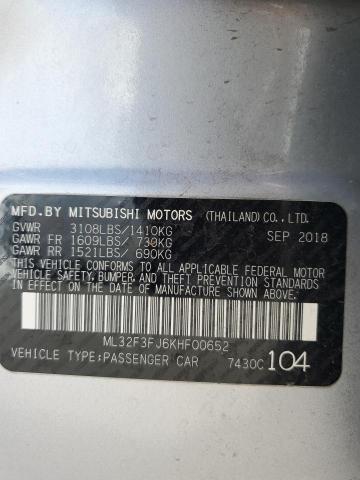 MFD.BY MITSUBISHI MOTORS (THAILAND) CO., LTD.
GVWR 3108LBS/1410KG
GAWR FR 1609LBS/ 730KG SEP 2018
GAWR RR 1521LBS/ 690KG
THIS VEHICLE CONFORMS TO ALL APPLICABLE FEDERAL MOTOR
VEHICLE SAFETY, BUMPER, AND THEFT PREVENTION STANDARDS
IN EFFECT ON THE DATE OF MANUFACTURE SHOWN ABOVE.
ML32F3FJ6KHF00652
VEHICLE TYPE:PASSENGER CAR 7430C 104